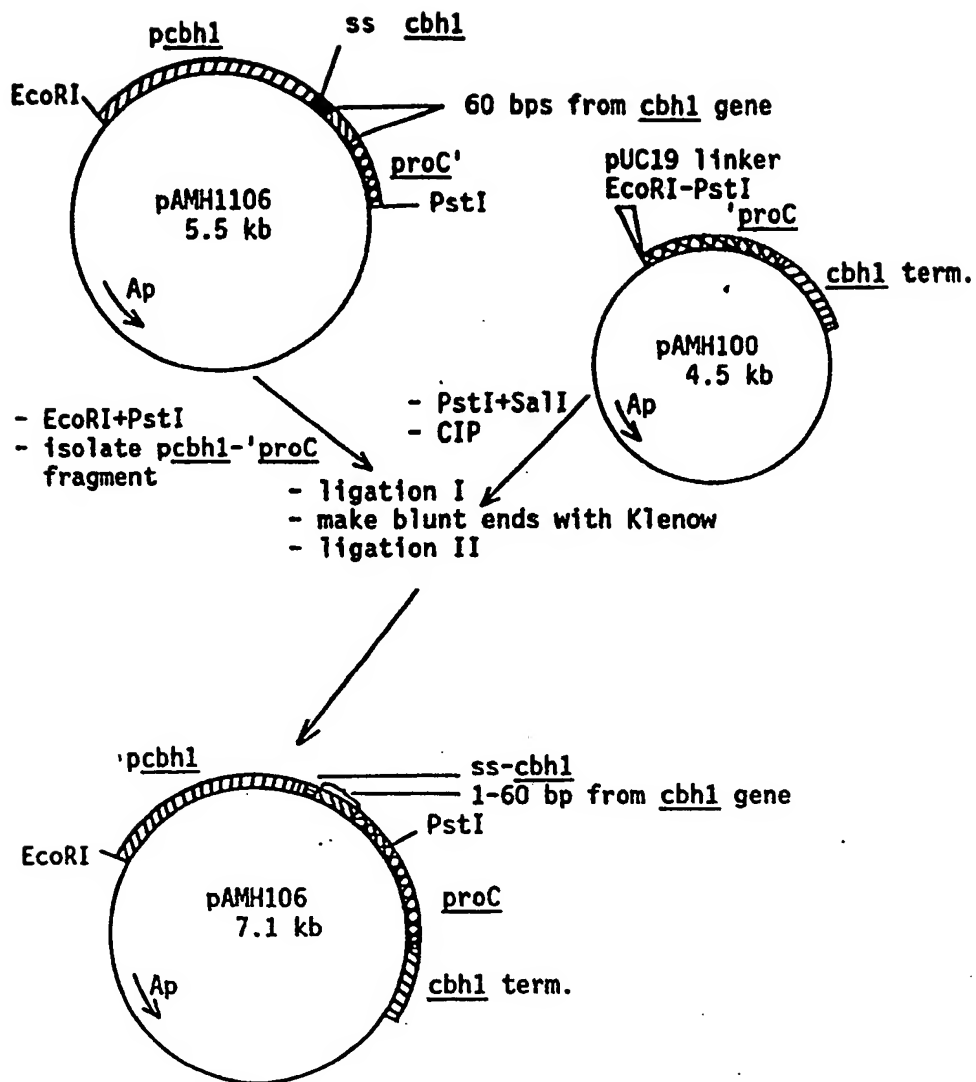 pcbh1
ss cbh1
EcoRI
60 bps from cbh1 gene
proC'
PstI
pAMH1106
5.5 kb
Ap
pUC19 linker
EcoRI-PstI
'proC
cbh1 term.
pAMH100
4.5 kb
Ap
- EcoRI+PstI
- isolate pcbh1-'proC
fragment
- PstI+SalI
- CIP
- ligation I
- make blunt ends with Klenow
- ligation II
pcbh1
ss-cbh1
1-60 bp from cbh1 gene
PstI
EcoRI
pAMH106
7.1 kb
proC
Ap
cbh1 term.